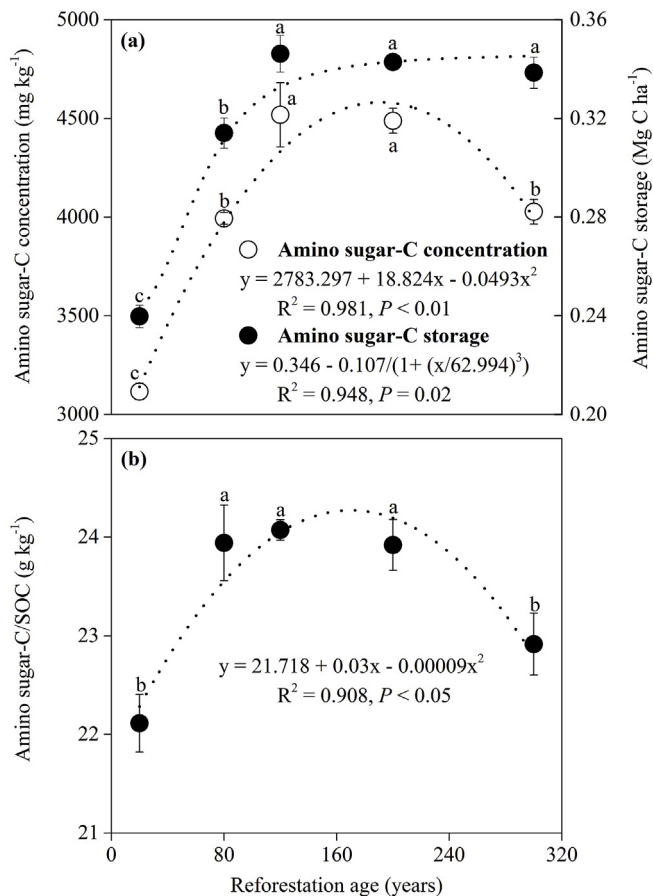 (a)
Amino sugar-C concentration (mg kg⁻¹)
5000
4500
4000
3500
3000
Amino sugar-C storage (Mg C ha⁻¹)
0.36
0.32
0.28
0.24
0.20
a
a
a
b
a
a
b
b
c
c
Amino sugar-C concentration
y = 2783.297 + 18.824x - 0.0493x²
R² = 0.981, P < 0.01
Amino sugar-C storage
y = 0.346 - 0.107/(1+ (x/62.994)³)
R² = 0.948, P = 0.02
(b)
Amino sugar-C/SOC (g kg⁻¹)
25
24
23
22
21
a
a
a
b
b
y = 21.718 + 0.03x - 0.00009x²
R² = 0.908, P < 0.05
0 80 160 240 320
Reforestation age (years)